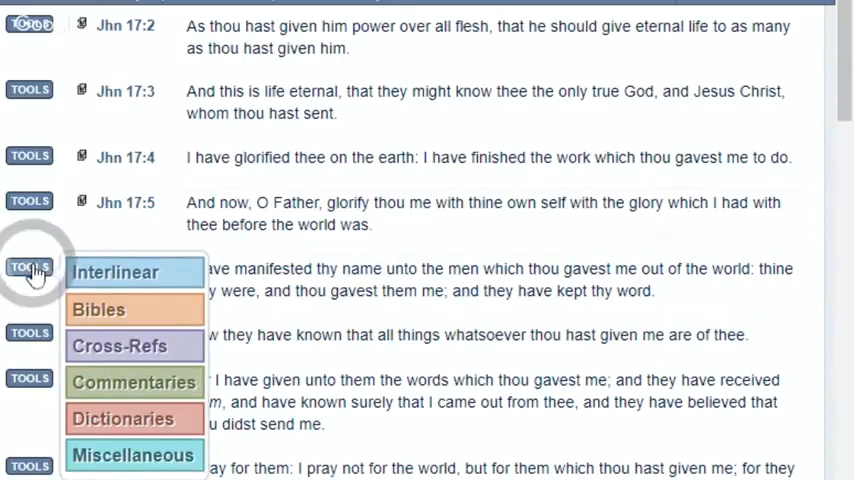 TOOLS Jhn 17:2 As thou hast given him power over all flesh, that he should give eternal life to as many
as thou hast given him.
TOOLS Jhn 17:3 And this is life eternal, that they might know thee the only true God, and Jesus Christ,
whom thou hast sent.
TOOLS Jhn 17:4 I have glorified thee on the earth: I have finished the work which thou gavest me to do.
TOOLS Jhn 17:5 And now, O Father, glorify thou me with thine own self with the glory which I had with
thee before the world was.
TOOLS Interlinear ave manifested thy name unto the men which thou gavest me out of the world: thine
y were, and thou gavest them me; and they have kept thy word.
Bibles
TOOLS Cross-Refs w they have known that all things whatsoever thou hast given me are of thee.
TOOLS Commentaries I have given unto them the words which thou gavest me; and they have received
m, and have known surely that I came out from thee, and they have believed that
Dictionaries u didst send me.
Miscellaneous
TOOLS ay for them: I pray not for the world, but for them which thou hast given me; for they